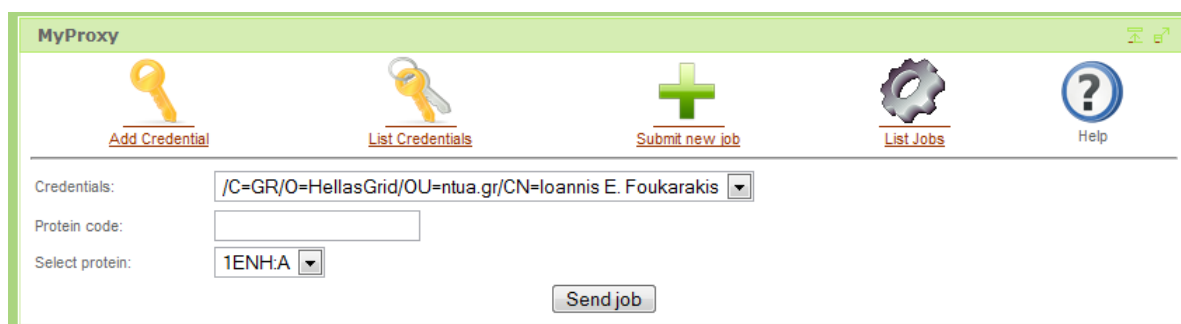 MyProxy
Add Credential List Credentials Submit new job List Jobs Help
Credentials: /C=GR/O=HellasGrid/OU=ntua.gr/CN=Ioannis E. Foukarakis
Protein code:
Select protein: 1ENH:A
Send job